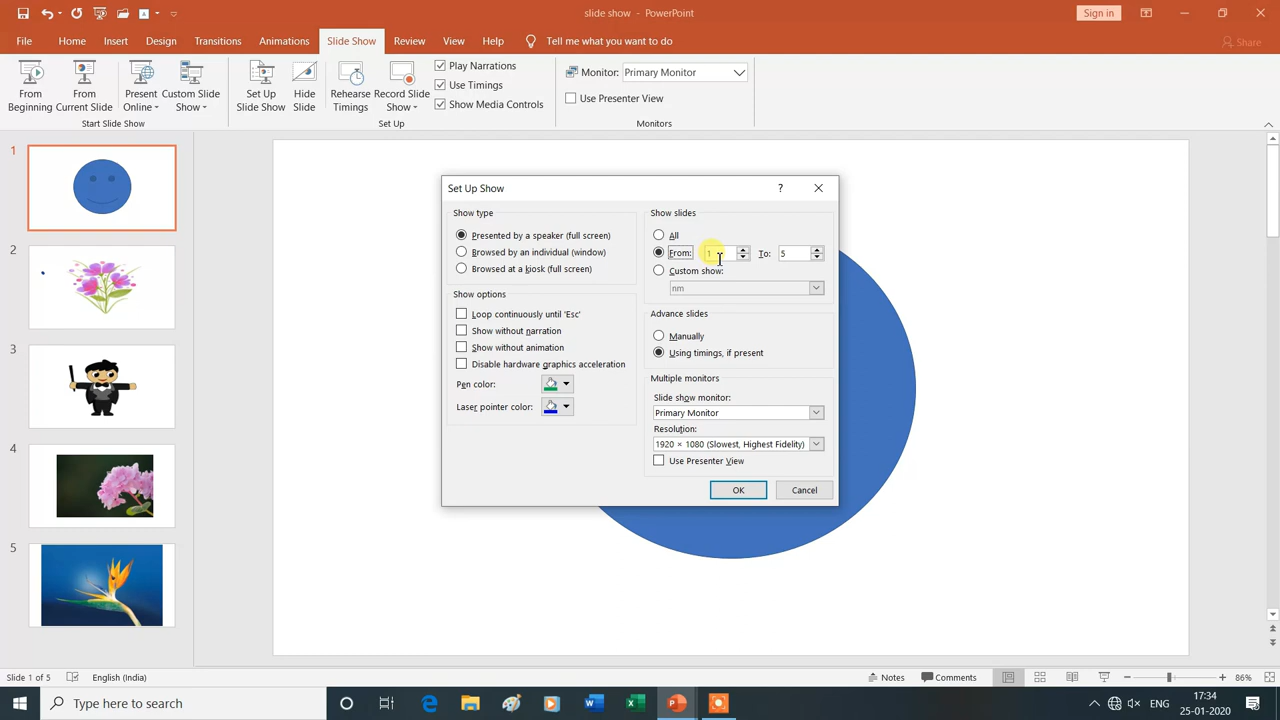 slide show - PowerPoint
Sign in
File Home Insert Design Transitions Animations Slide Show Review View Help Tell me what you want to do Share
From Beginning
From Current Slide
Present Online
Custom Slide Show
Start Slide Show
Set Up Slide Show
Hide Slide
Rehearse Timings
Record Slide Show
Play Narrations
Use Timings
Show Media Controls
Set Up
Monitor: Primary Monitor
Use Presenter View
Monitors
1
2
3
4
5
Set Up Show ?
Show type
Presented by a speaker (full screen)
Browsed by an individual (window)
Browsed at a kiosk (full screen)
Show options
Loop continuously until 'Esc'
Show without narration
Show without animation
Disable hardware graphics acceleration
Pen color:
Laser pointer color:
Show slides
All
From: 1 To: 5
Custom show:
nm
Advance slides
Manually
Using timings, if present
Multiple monitors
Slide show monitor:
Primary Monitor
Resolution:
1920 × 1080 (Slowest, Highest Fidelity)
Use Presenter View
OK Cancel
Slide 1 of 5 English (India) Notes Comments 86%
Type here to search
ENG
17:34
25-01-2020